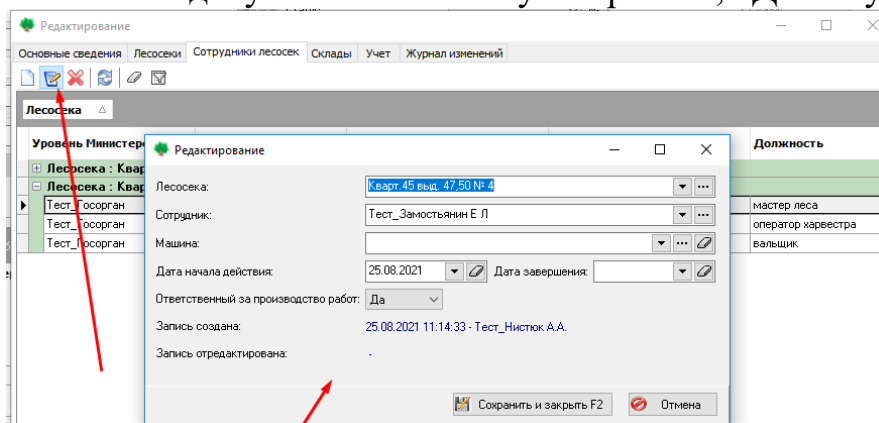 Редактирование
Основные сведения Лесосеки Сотрудники лесосек Склады Учет Журнал изменений
Лесосека
Уровень Министер Должность
Лесосека : Квар
Лесосека : Квар
Тест_Госорган мастер леса
Тест_Госорган оператор харвестра
Тест_Госорган вальщик
Редактирование
Лесосека: Кварт.45 выд. 47,50 № 4
Сотрудник: Тест_Замостьянин Е Л
Машина:
Дата начала действия: 25.08.2021 Дата завершения:
Ответственный за производство работ: Да
Запись создана: 25.08.2021 11:14:33 - Тест_Нистюк А.А.
Запись отредактирована: -
Сохранить и закрыть F2 Отмена